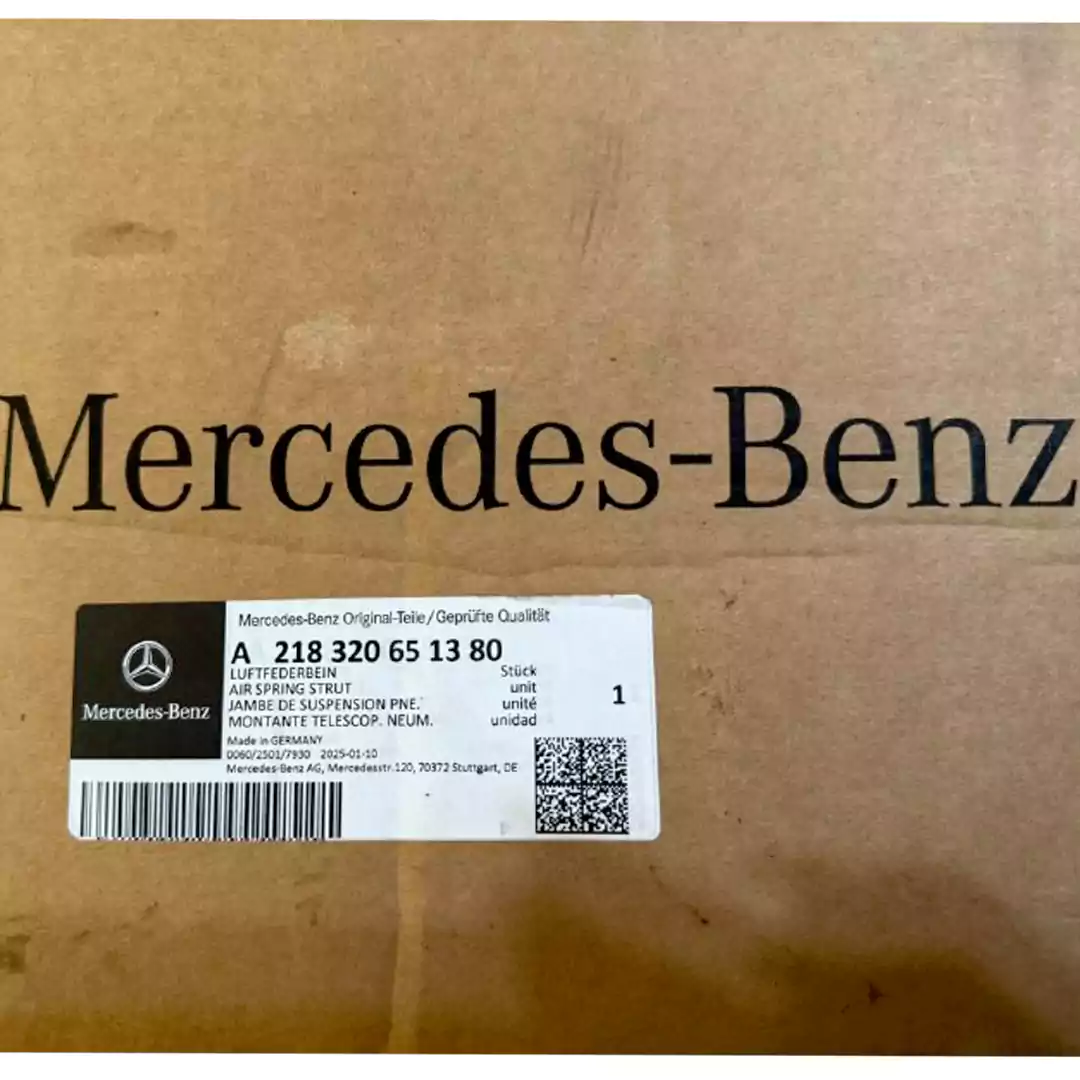 Mercedes-Benz
Mercedes-Benz Original-Teile/Geprüfte Qualität
A 218 320 65 13 80
LUFTFEDERBEIN Stück
AIR SPRING STRUT unit
JAMBE DE SUSPENSION PNE. unité
MONTANTE TELESCOP. NEUM. unidad
1
Mercedes-Benz
Made in GERMANY
0060/2501/7930 2025-01-10
Mercedes-Benz AG, Mercedesstr.120, 70372 Stuttgart, DE